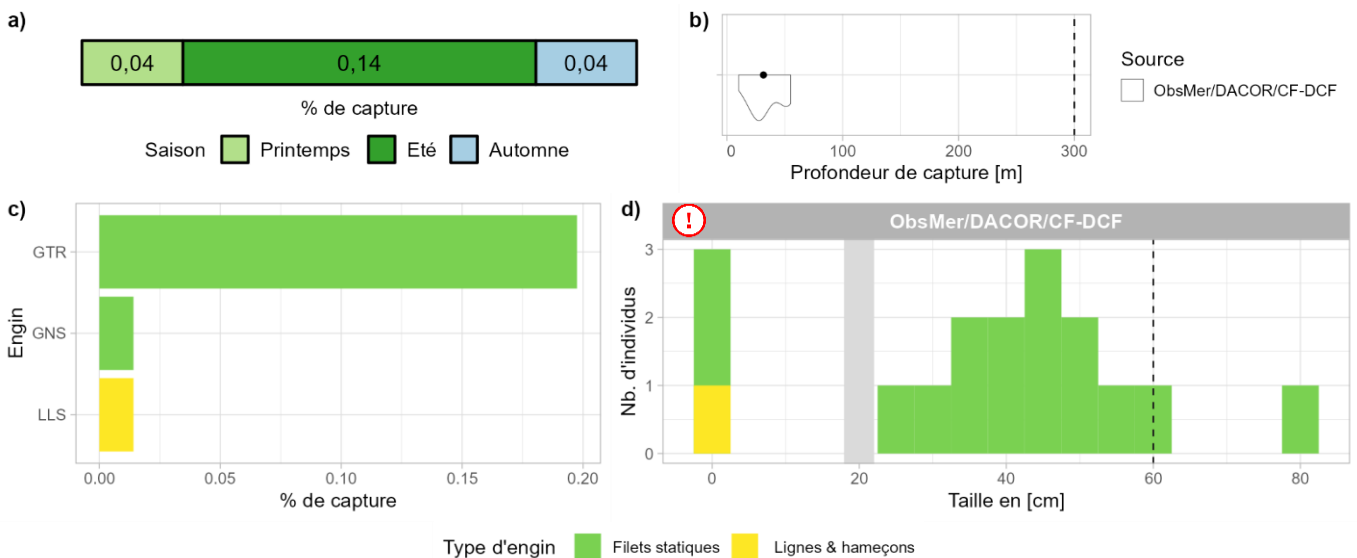 a)
0,04 0,14 0,04
% de capture
Saison Printemps Eté Automne
b)
0 100 200 300
Profondeur de capture [m]
Source
ObsMer/DACOR/CF-DCF
c)
GTR
GNS
LLS
Engin
0.00 0.05 0.10 0.15 0.20
% de capture
d)
! ObsMer/DACOR/CF-DCF
3
2
1
0
Nb. d'individus
0 20 40 60 80
Taille en [cm]
Type d'engin Filets statiques Lignes & hameçons